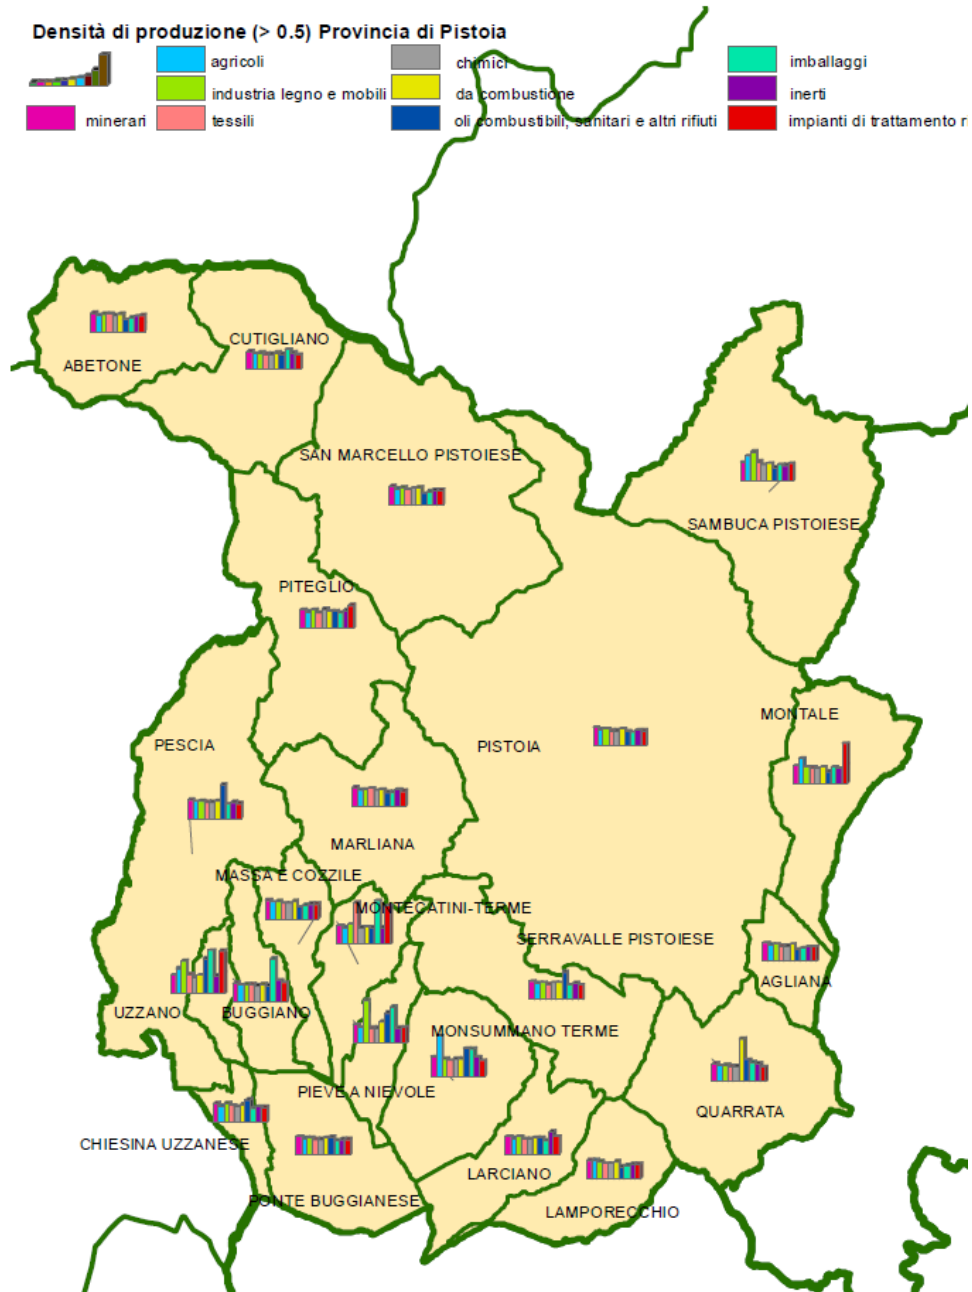 Densità di produzione (> 0.5) Provincia di Pistoia
agricoli
chimici
imballaggi
industria legno e mobili
da combustione
inerti
minerari
tessili
oli combustibili, sanitari e altri rifiuti
impianti di trattamento ri
CUTIGLIANO
ABETONE
SAN MARCELLO PISTOIESE
SAMBUCA PISTOIESE
PITEGLIO
MONTALE
PESCIA
PISTOIA
MARLIANA
MASSA E COZZILE
MONTECATINI-TERME
SERRAVALLE PISTOIESE
AGLIANA
UZZANO
BUGGIANO
MONSUMMANO TERME
PIEVE A NIEVOLE
QUARRATA
CHIESINA UZZANESE
LARCIANO
PONTE BUGGIANESE
LAMPORECCHIO